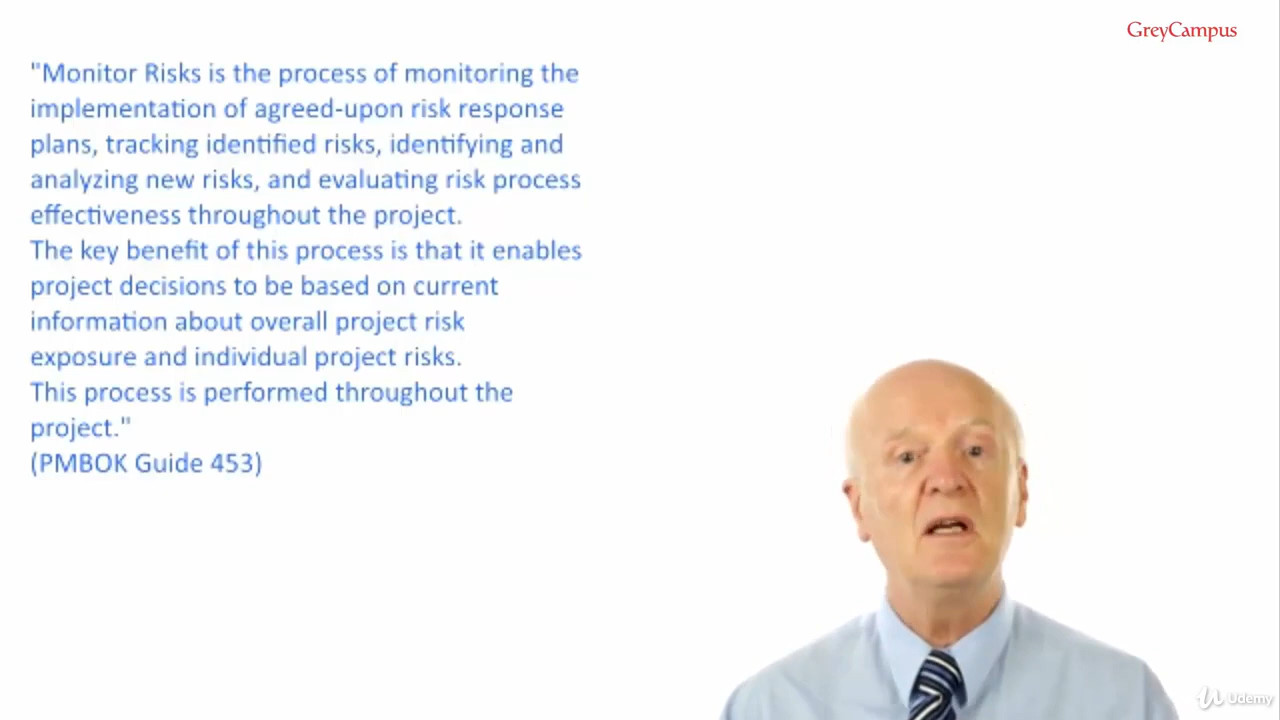 GreyCampus
"Monitor Risks is the process of monitoring the
implementation of agreed-upon risk response
plans, tracking identified risks, identifying and
analyzing new risks, and evaluating risk process
effectiveness throughout the project.
The key benefit of this process is that it enables
project decisions to be based on current
information about overall project risk
exposure and individual project risks.
This process is performed throughout the
project."
(PMBOK Guide 453)
Udemy